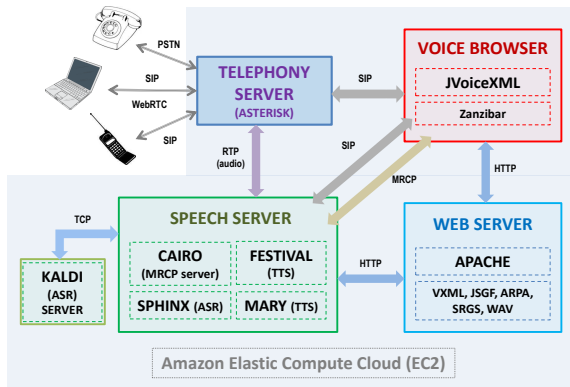 PSTN
SIP
WebRTC
SIP
TELEPHONY
SERVER
(ASTERISK)
SIP
VOICE BROWSER
JVoiceXML
Zanzibar
RTP
(audio)
SIP
MRCP
HTTP
TCP
SPEECH SERVER
CAIRO
(MRCP server)
FESTIVAL
(TTS)
SPHINX (ASR)
MARY (TTS)
KALDI
(ASR)
SERVER
HTTP
WEB SERVER
APACHE
VXML, JSGF, ARPA,
SRGS, WAV
Amazon Elastic Compute Cloud (EC2)